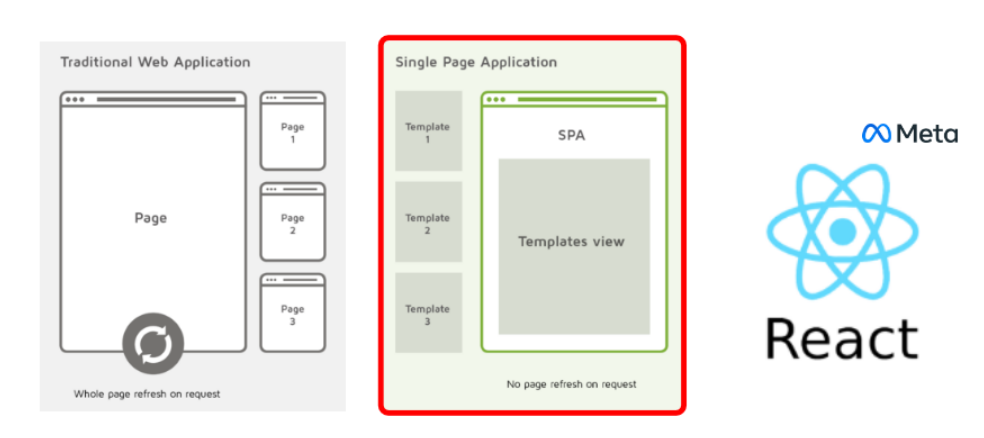 Traditional Web Application
Page
Page
1
Page
2
Page
3
Whole page refresh on request
Single Page Application
Template
1
Template
2
Template
3
SPA
Templates view
No page refresh on request
Meta
React